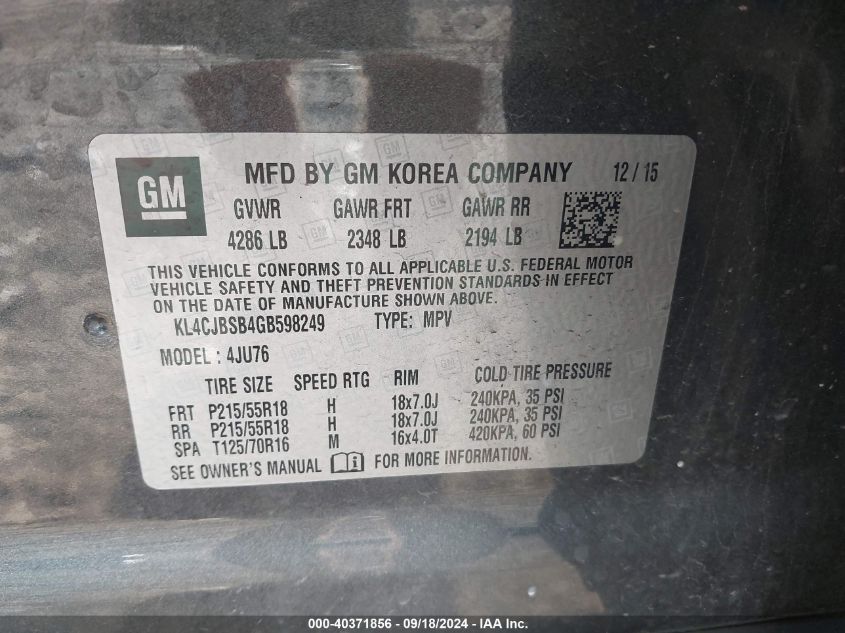 GM
MFD BY GM KOREA COMPANY 12/15
GVWR GAWR FRT GAWR RR
4286 LB 2348 LB 2194 LB
THIS VEHICLE CONFORMS TO ALL APPLICABLE U.S. FEDERAL MOTOR
VEHICLE SAFETY AND THEFT PREVENTION STANDARDS IN EFFECT
ON THE DATE OF MANUFACTURE SHOWN ABOVE.
KL4CJBSB4GB598249 TYPE: MPV
MODEL : 4JU76
TIRE SIZE SPEED RTG RIM COLD TIRE PRESSURE
FRT P215/55R18 H 18x7.0J 240KPA, 35 PSI
RR P215/55R18 H 18x7.0J 240KPA, 35 PSI
SPA T125/70R16 M 16x4.0T 420KPA, 60 PSI
SEE OWNER'S MANUAL FOR MORE INFORMATION.
000-40371856 - 09/18/2024 - IAA Inc.